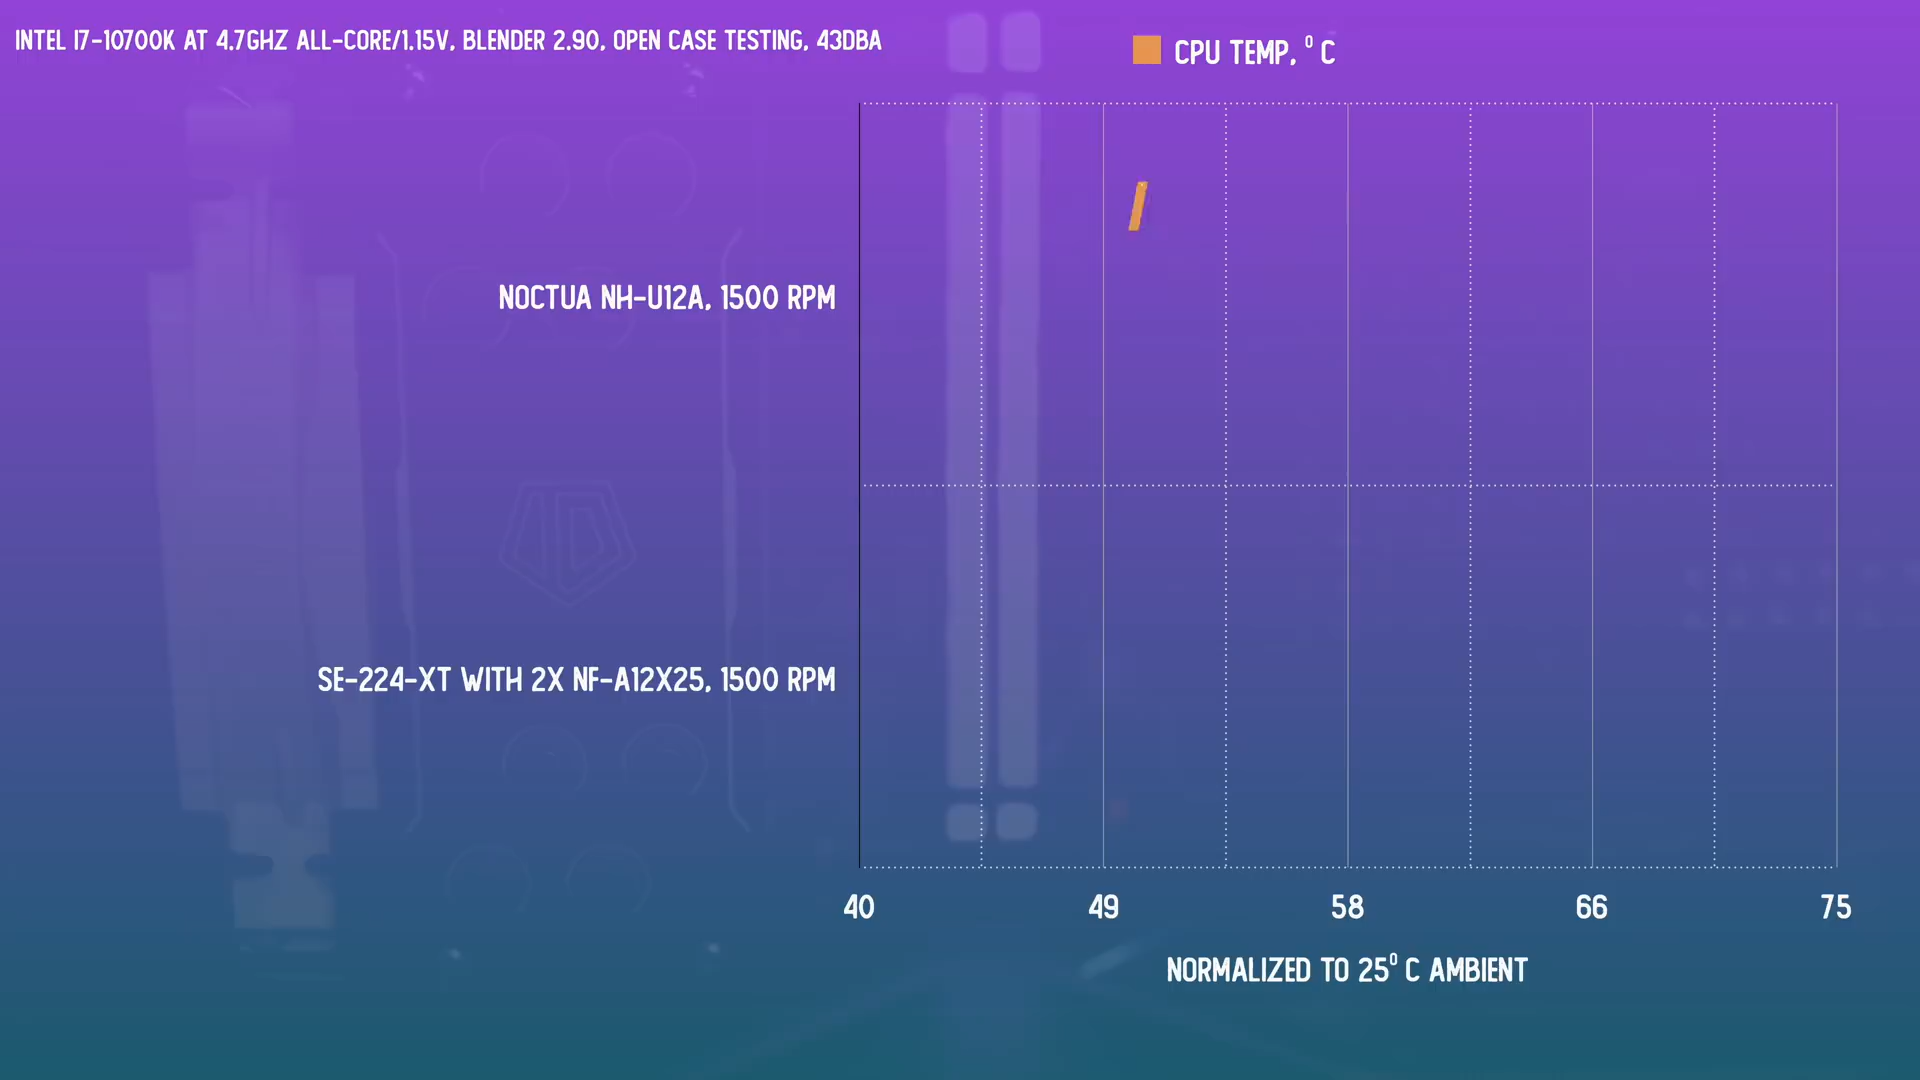 INTEL I7-10700K AT 4.7GHZ ALL-CORE/1.15V, BLENDER 2.90, OPEN CASE TESTING, 43DBA
CPU TEMP, ⁰ C
NOCTUA NH-U12A, 1500 RPM
SE-224-XT WITH 2X NF-A12X25, 1500 RPM
40 49 58 66 75
NORMALIZED TO 25⁰ C AMBIENT